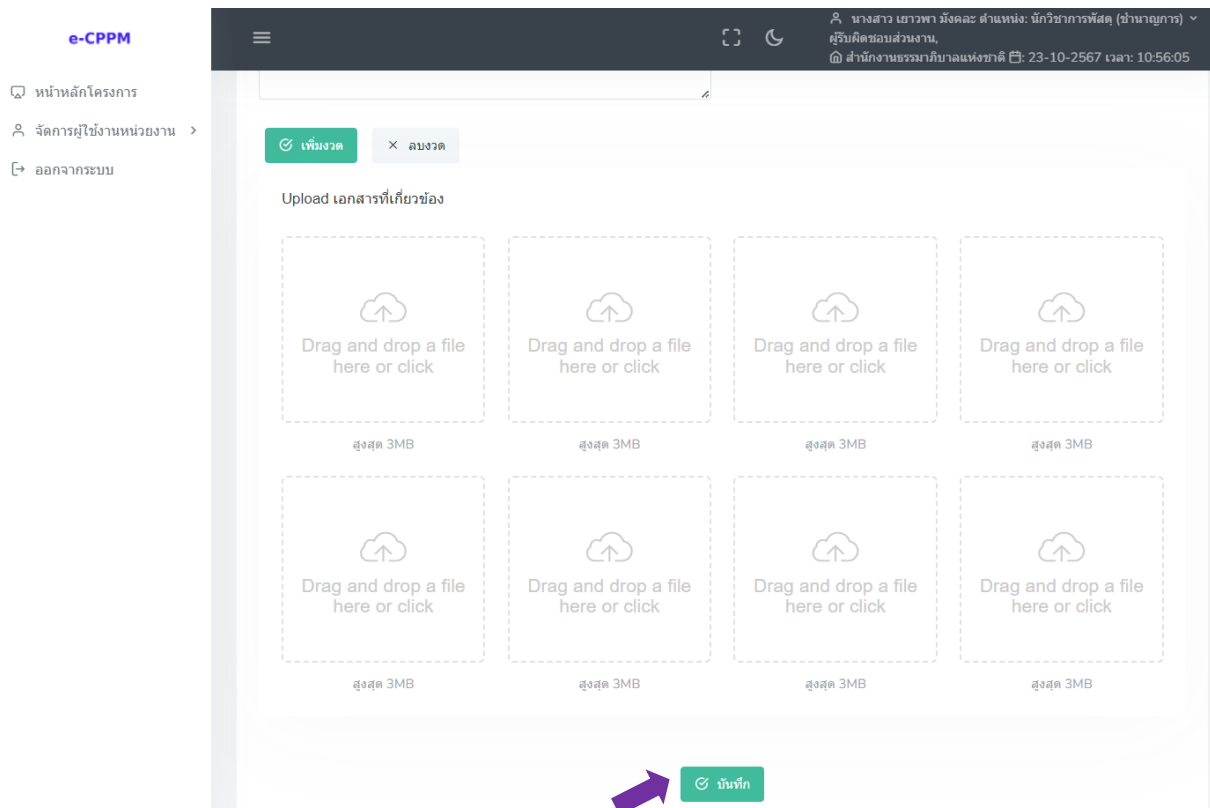 e-CPPM
นางสาว เยาวพา มังคละ ตำแหน่ง: นักวิชาการพัสดุ (ชำนาญการ)
ผู้รับผิดชอบส่วนงาน,
สำนักงานธรรมาภิบาลแห่งชาติ : 23-10-2567 เวลา: 10:56:05
หน้าหลักโครงการ
จัดการผู้ใช้งานหน่วยงาน
ออกจากระบบ
เพิ่มงวด
ลบงวด
Upload เอกสารที่เกี่ยวข้อง
Drag and drop a file here or click
Drag and drop a file here or click
Drag and drop a file here or click
Drag and drop a file here or click
สูงสุด 3MB
สูงสุด 3MB
สูงสุด 3MB
สูงสุด 3MB
Drag and drop a file here or click
Drag and drop a file here or click
Drag and drop a file here or click
Drag and drop a file here or click
สูงสุด 3MB
สูงสุด 3MB
สูงสุด 3MB
สูงสุด 3MB
บันทึก